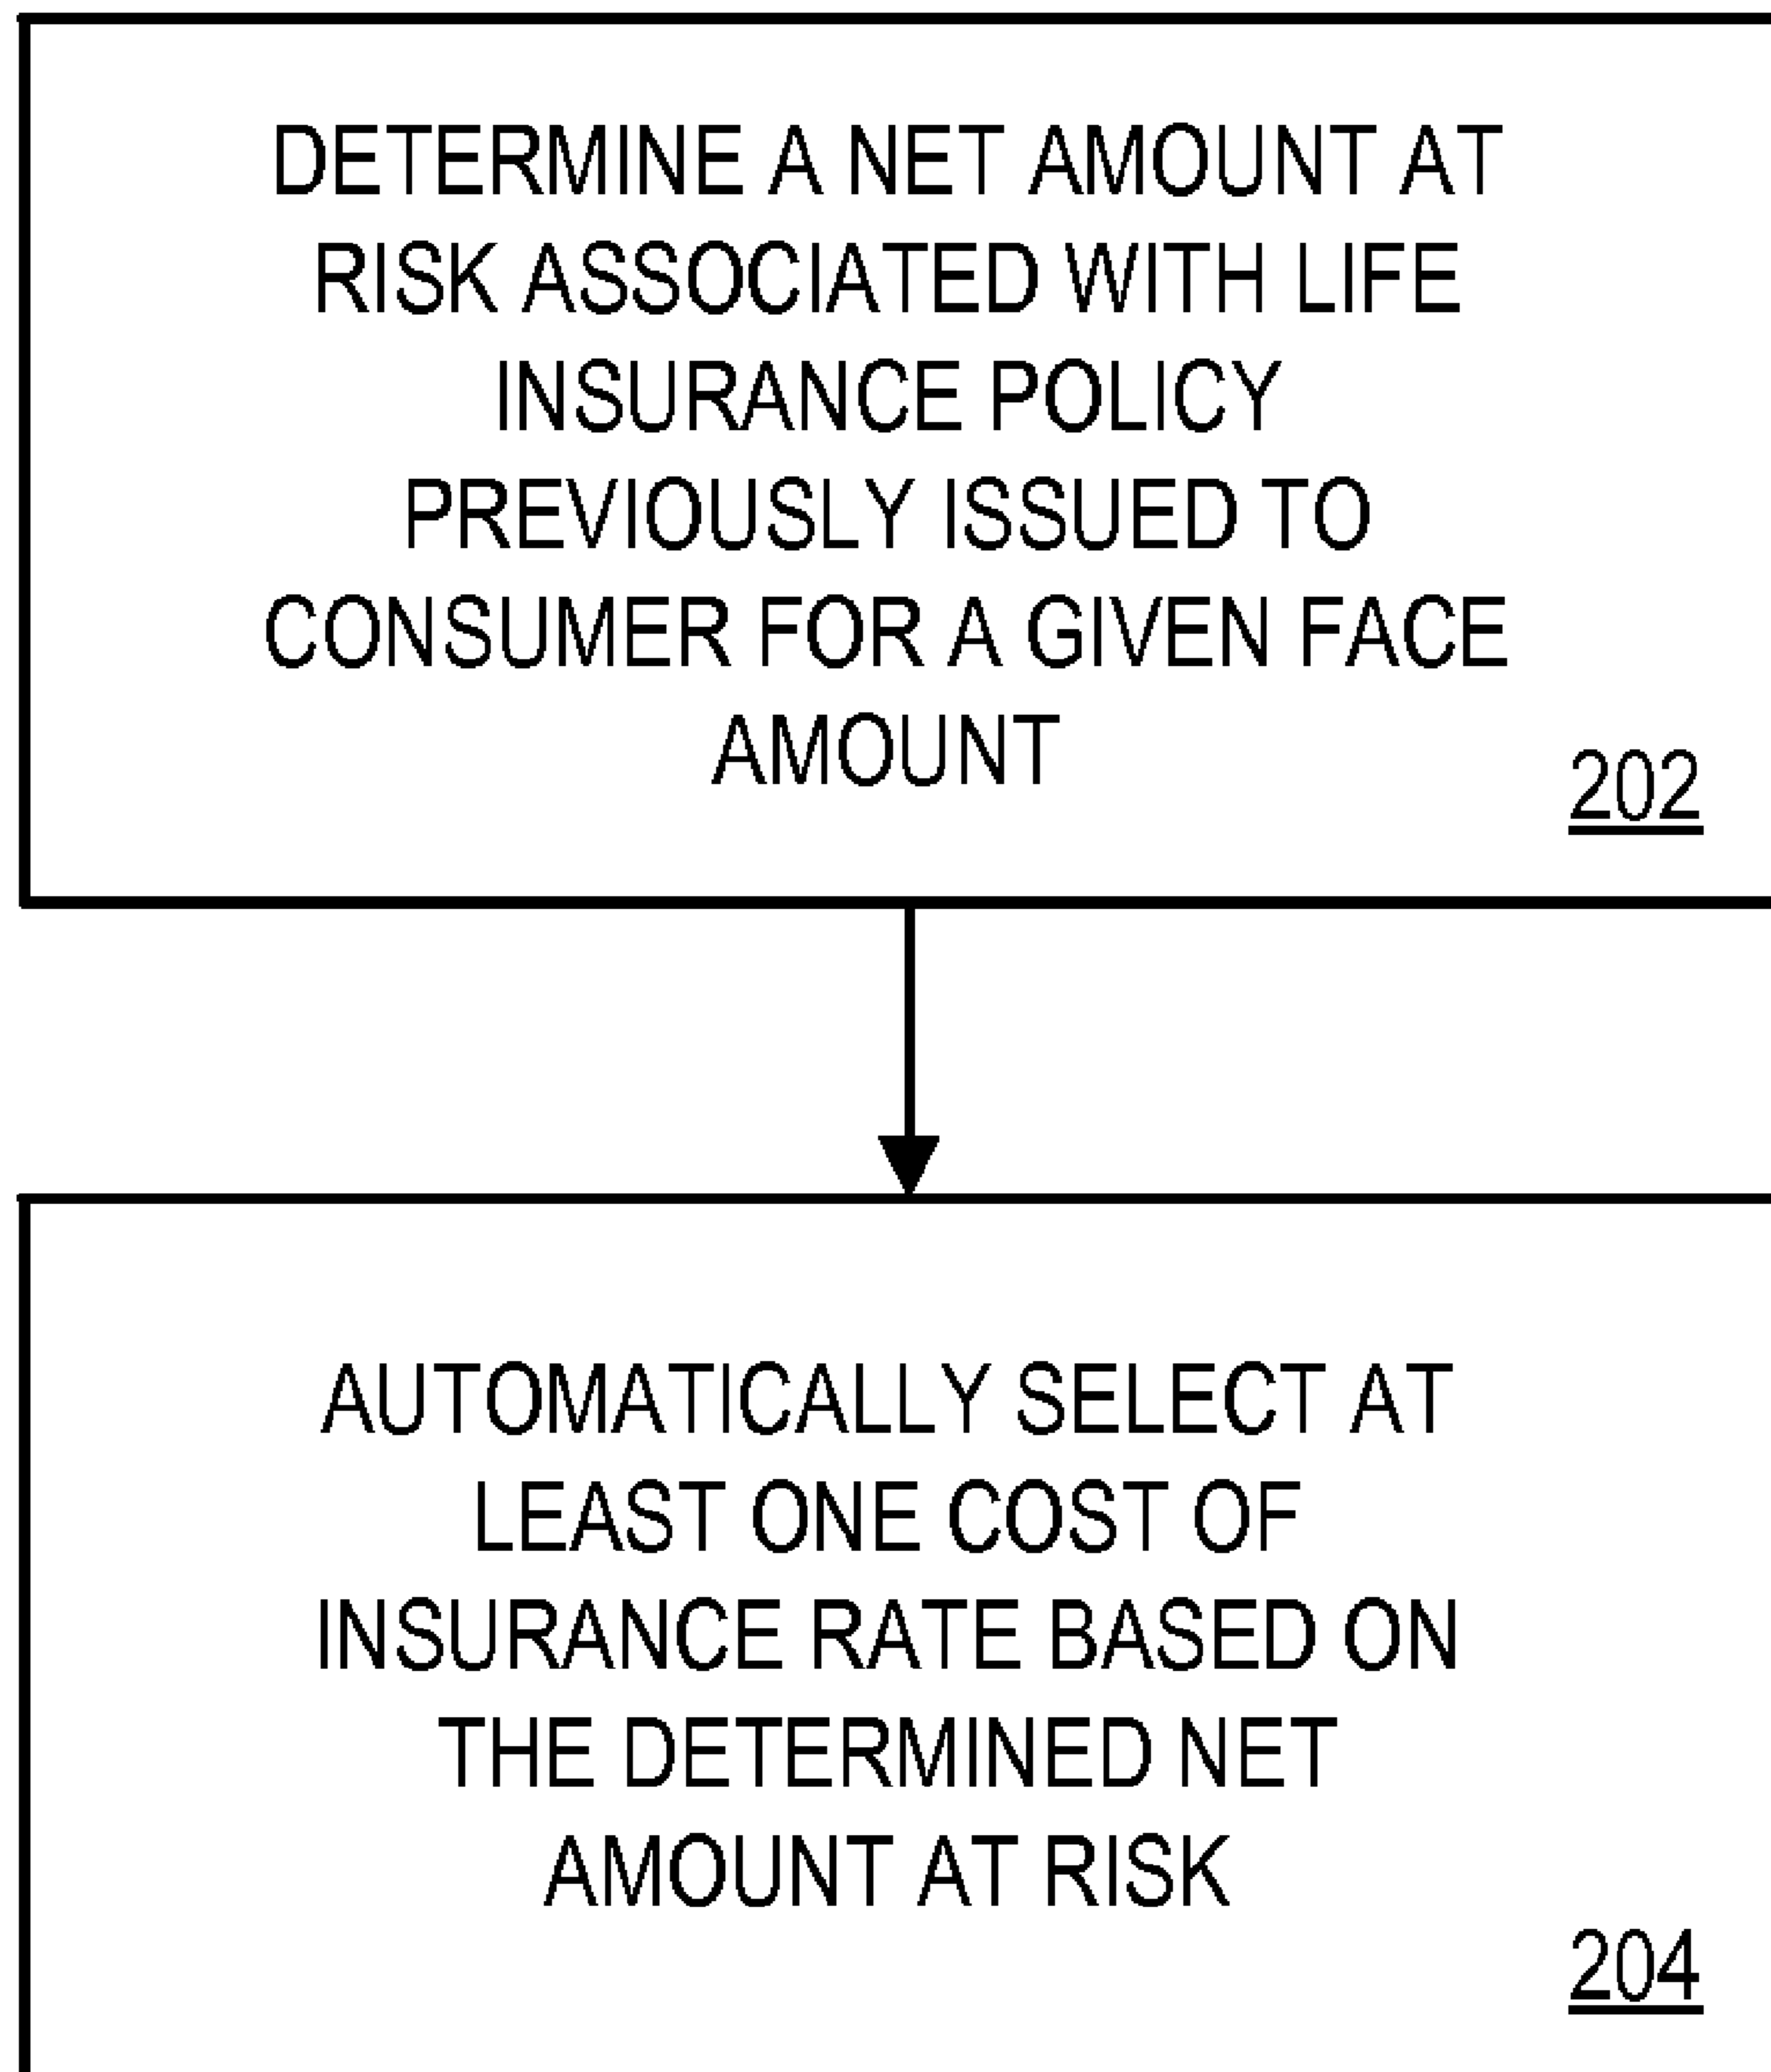 DETERMINE A NET AMOUNT AT
RISK ASSOCIATED WITH LIFE
INSURANCE POLICY
PREVIOUSLY ISSUED TO
CONSUMER FOR A GIVEN FACE
AMOUNT
202
AUTOMATICALLY SELECT AT
LEAST ONE COST OF
INSURANCE RATE BASED ON
THE DETERMINED NET
AMOUNT AT RISK
204